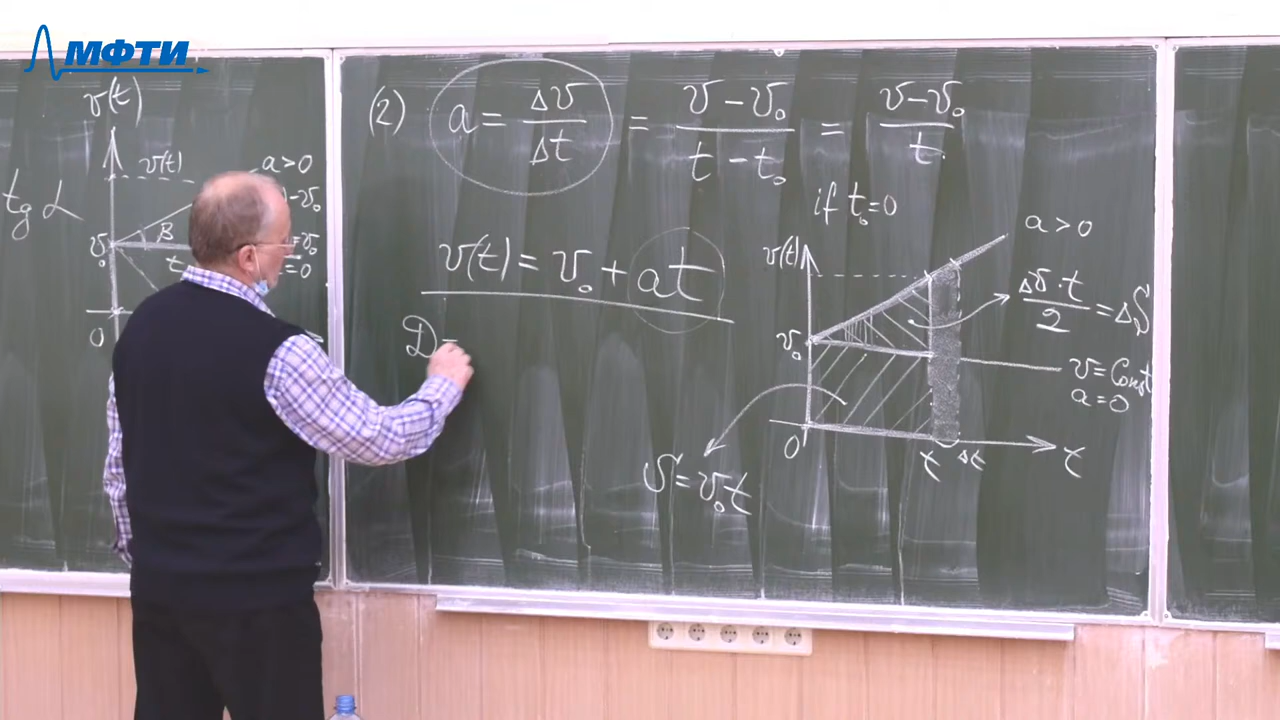 МФТИ
v(t)
v(t)
a>0
tg α
β
v₀
t
0
(2) a = Δv/Δt = (v - v₀)/(t - t₀) = (v - v₀)/t
if t₀=0
v(t) = v₀ + at
D
v(t)
a > 0
(Δv · t)/2 = ΔS
v₀
v = Const
a = 0
0
t Δt t
S = v₀t